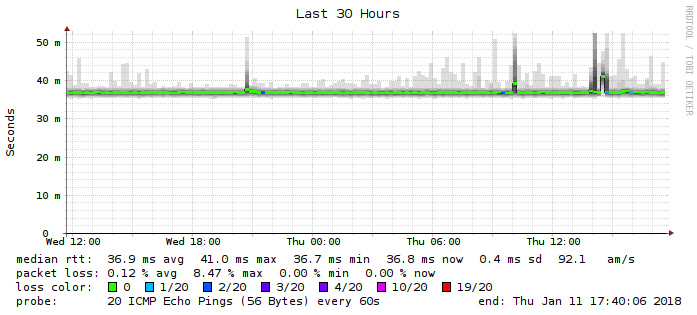 Last 30 Hours
RRDTOOL / TOBI OETIKER
Seconds
50 m
40 m
30 m
20 m
10 m
0
Wed 12:00 Wed 18:00 Thu 00:00 Thu 06:00 Thu 12:00
median rtt: 36.9 ms avg 41.0 ms max 36.7 ms min 36.8 ms now 0.4 ms sd 92.1 am/s
packet loss: 0.12 % avg 8.47 % max 0.00 % min 0.00 % now
loss color: 0 1/20 2/20 3/20 4/20 10/20 19/20
probe: 20 ICMP Echo Pings (56 Bytes) every 60s end: Thu Jan 11 17:40:06 2018